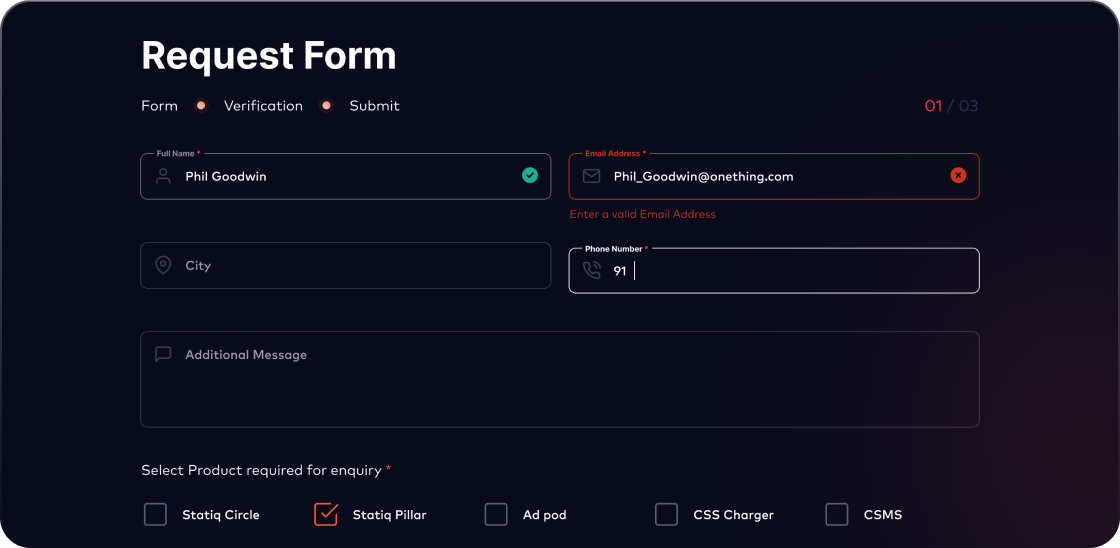 Request Form
Form Verification Submit 01 / 03
Full Name * Email Address *
Phil Goodwin Phil_Goodwin@onething.com
Enter a valid Email Address
Phone Number *
City 91
Additional Message
Select Product required for enquiry *
Statiq Circle Statiq Pillar Ad pod CSS Charger CSMS